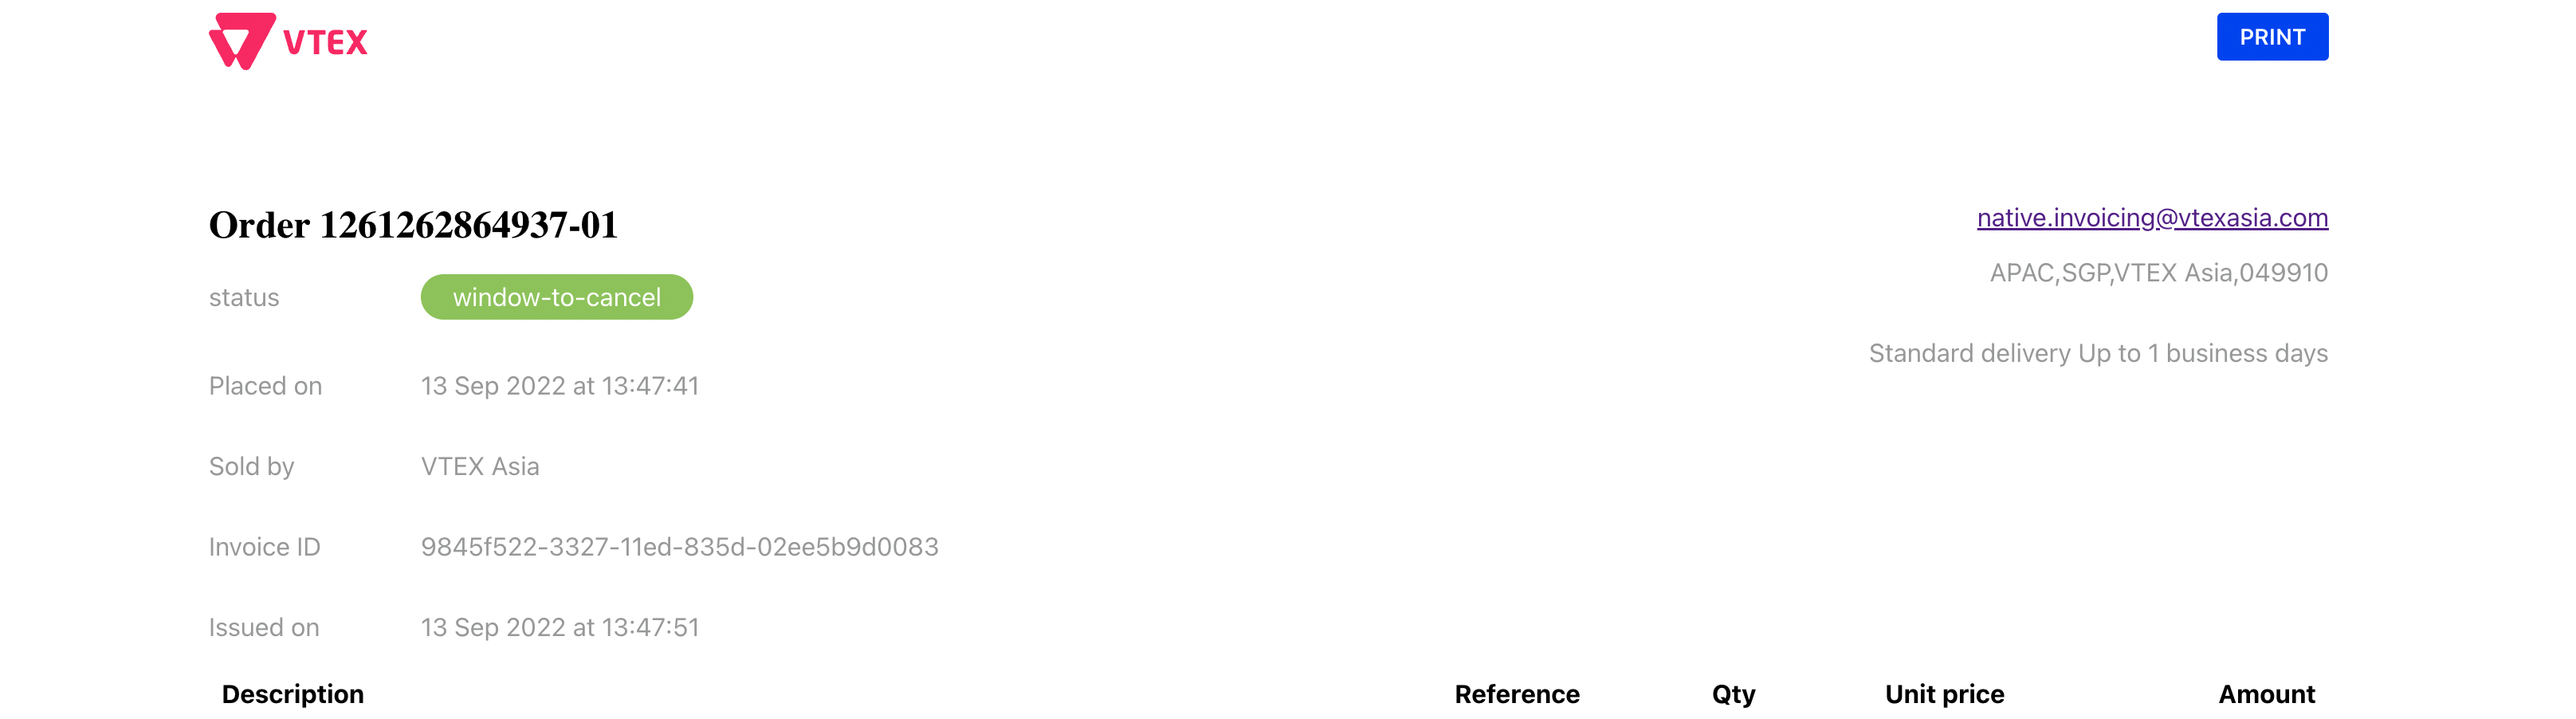 VTEX
PRINT
Order 1261262864937-01
status window-to-cancel
Placed on 13 Sep 2022 at 13:47:41
Sold by VTEX Asia
Invoice ID 9845f522-3327-11ed-835d-02ee5b9d0083
Issued on 13 Sep 2022 at 13:47:51
native.invoicing@vtexasia.com
APAC,SGP,VTEX Asia,049910
Standard delivery Up to 1 business days
Description Reference Qty Unit price Amount